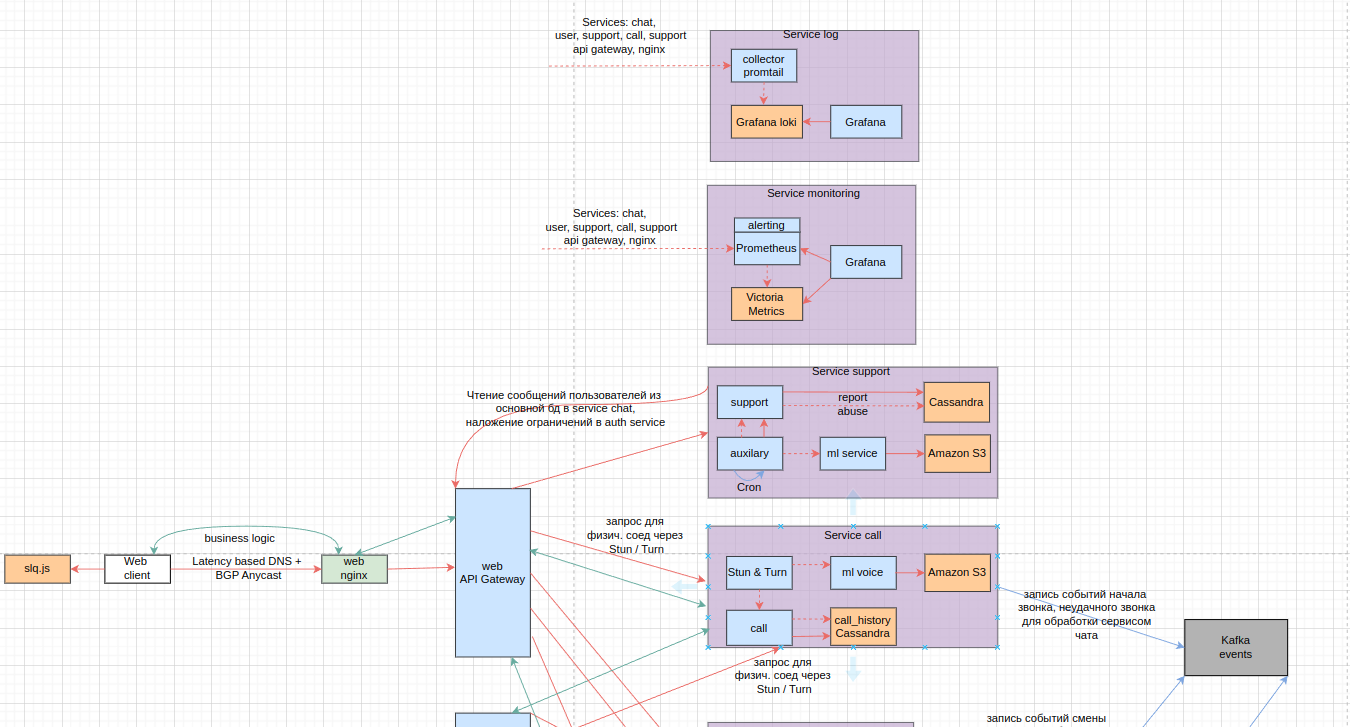 Services: chat,
user, support, call, support
api gateway, nginx
Service log
collector
promtail
Grafana loki
Grafana
Services: chat,
user, support, call, support
api gateway, nginx
Service monitoring
alerting
Prometheus
Grafana
Victoria
Metrics
Чтение сообщений пользователей из
основной бд в service chat,
наложение ограничений в auth service
Service support
support
report
abuse
Cassandra
auxilary
ml service
Amazon S3
Cron
slq.js
Web
client
business logic
Latency based DNS +
BGP Anycast
web
nginx
web
API Gateway
запрос для
физич. соед через
Stun / Turn
Service call
Stun & Turn
ml voice
Amazon S3
call
call_history
Cassandra
запрос для
физич. соед через
Stun / Turn
запись событий начала
звонка, неудачного звонка
для обработки сервисом
чата
Kafka
events
запись событий смены